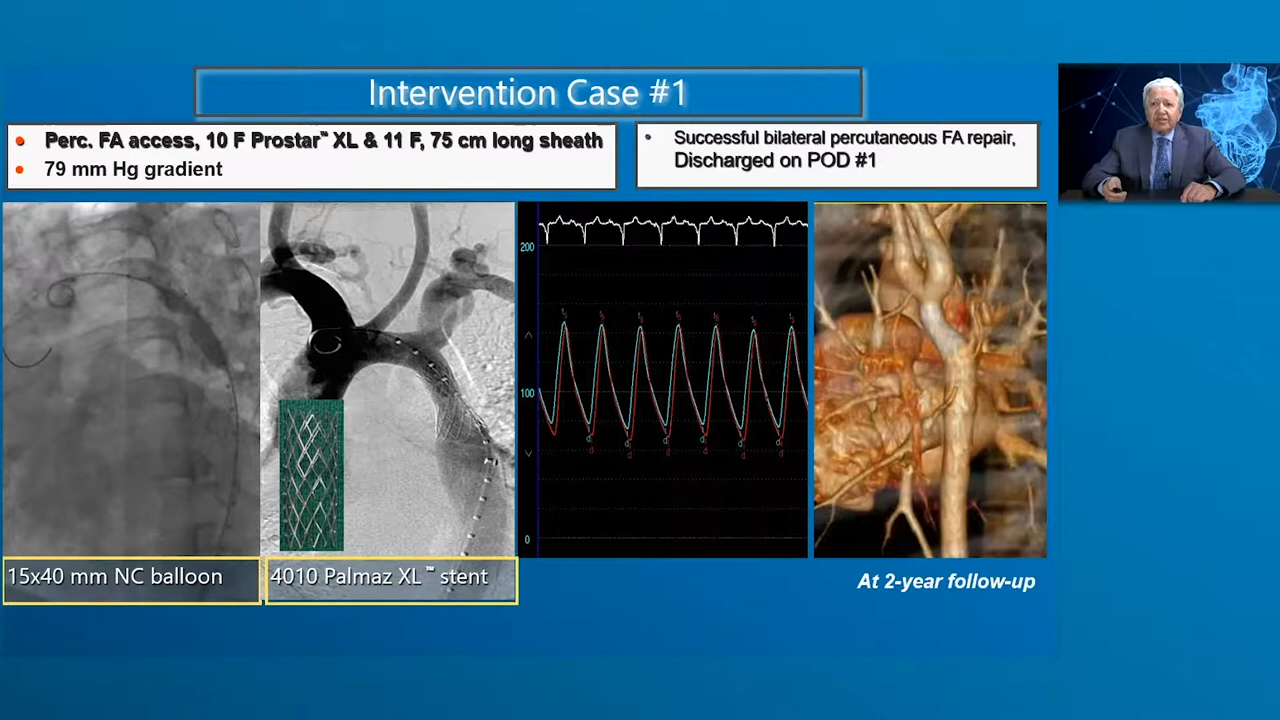 Intervention Case #1
• Perc. FA access, 10 F Prostar™ XL & 11 F, 75 cm long sheath
• 79 mm Hg gradient
• Successful bilateral percutaneous FA repair,
Discharged on POD #1
200
100
0
15x40 mm NC balloon
4010 Palmaz XL™ stent
At 2-year follow-up